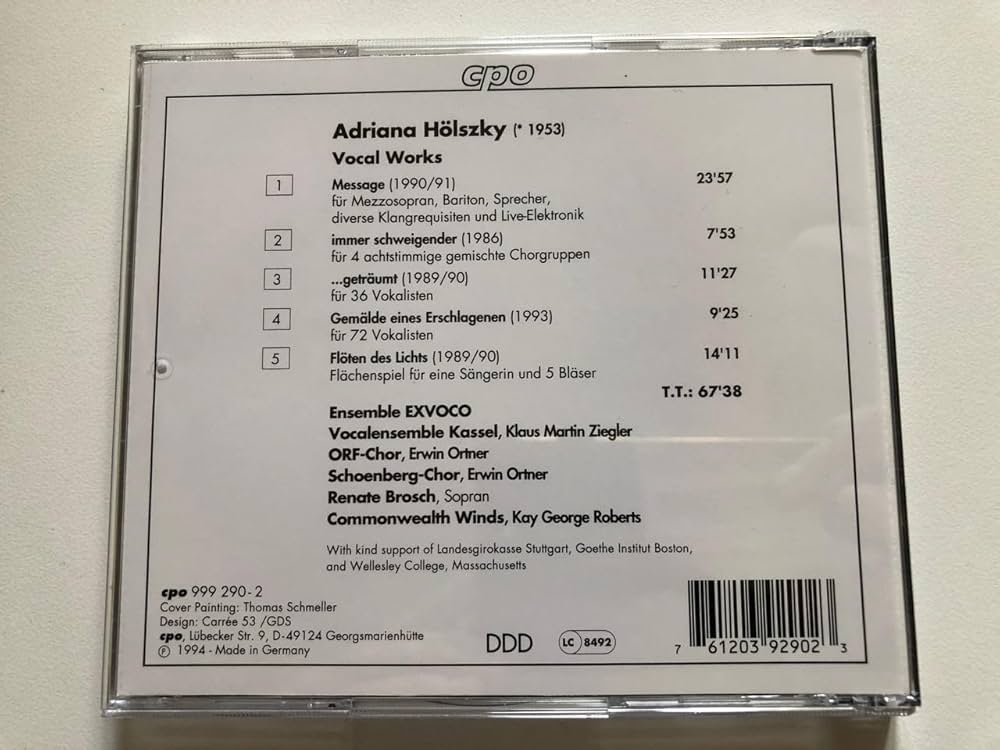 cpo
Adriana Hölszky (* 1953)
Vocal Works
1 Message (1990/91) 23'57
für Mezzosopran, Bariton, Sprecher,
diverse Klangrequisiten und Live-Elektronik
2 immer schweigender (1986) 7'53
für 4 achtstimmige gemischte Chorgruppen
3 ...geträumt (1989/90) 11'27
für 36 Vokalisten
4 Gemälde eines Erschlagenen (1993) 9'25
für 72 Vokalisten
5 Flöten des Lichts (1989/90) 14'11
Flächenspiel für eine Sängerin und 5 Bläser
T.T.: 67'38
Ensemble EXVOCO
Vocalensemble Kassel, Klaus Martin Ziegler
ORF-Chor, Erwin Ortner
Schoenberg-Chor, Erwin Ortner
Renate Brosch, Sopran
Commonwealth Winds, Kay George Roberts
With kind support of Landesgirokasse Stuttgart, Goethe Institut Boston,
and Wellesley College, Massachusetts
cpo 999 290-2
Cover Painting: Thomas Schmeller
Design: Carrée 53 /GDS
cpo, Lübecker Str. 9, D-49124 Georgsmarienhütte
℗ 1994 - Made in Germany
DDD
LC 8492
7 61203 92902 3